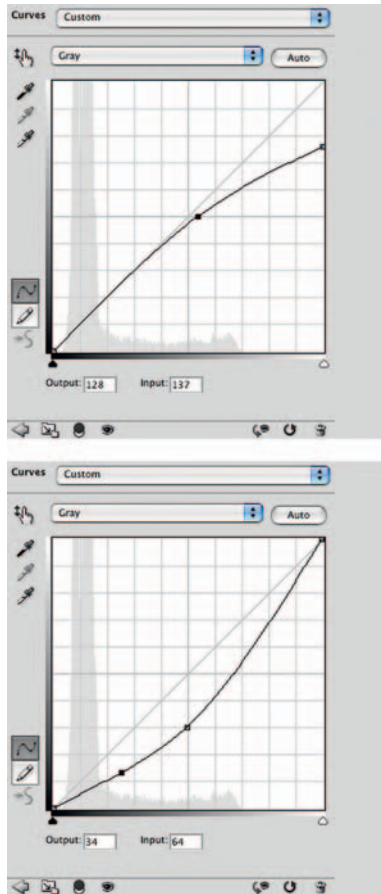 Curves Custom
Gray Auto
Output: 128 Input: 137
Curves Custom
Gray Auto
Output: 34 Input: 64